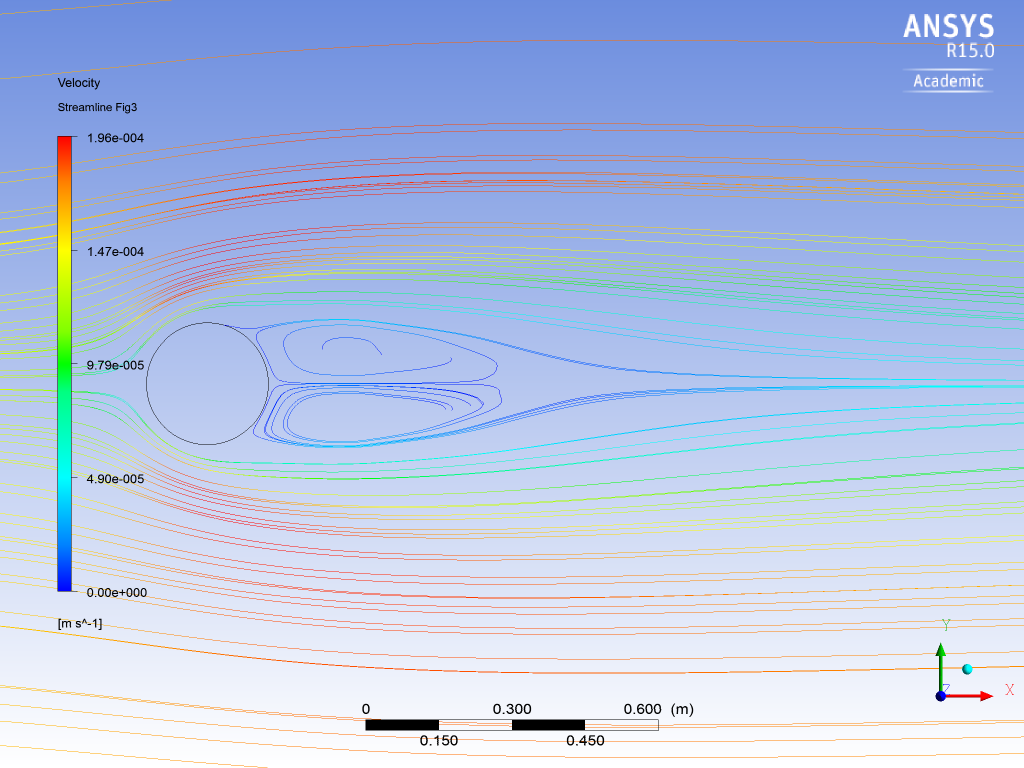 ANSYS
R15.0
Academic
Velocity
Streamline Fig3
1.96e-004
1.47e-004
9.79e-005
4.90e-005
0.00e+000
[m s^-1]
Y
Z
X
0 0.300 0.600 (m)
0.150 0.450